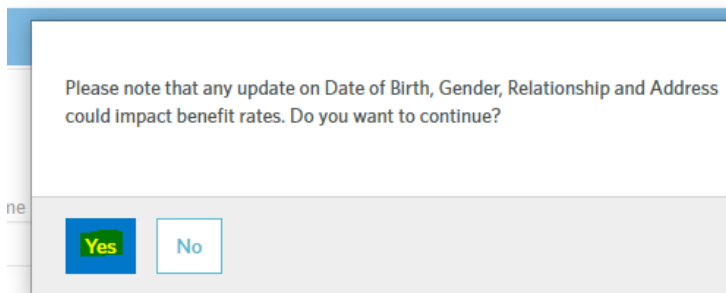 Please note that any update on Date of Birth, Gender, Relationship and Address
could impact benefit rates. Do you want to continue?
ne
Yes No